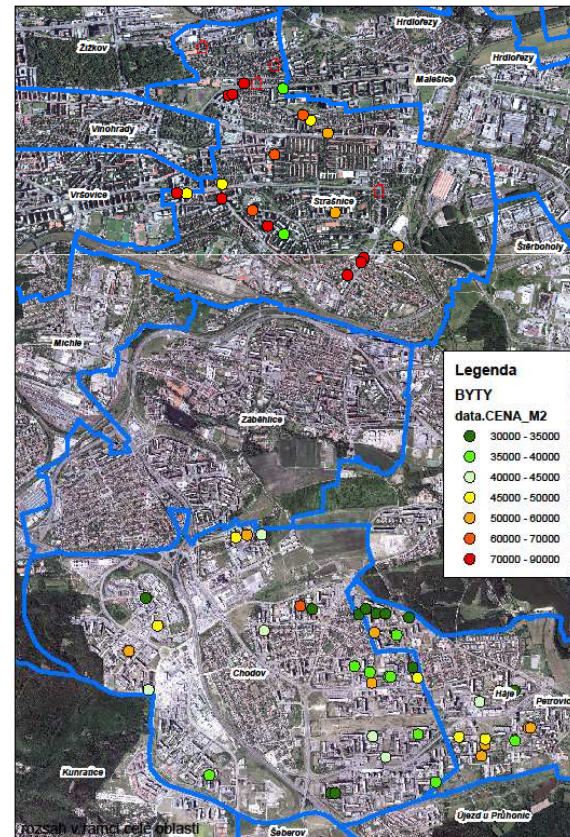 Hrdlořezy
Žižkov
Hrdlořezy
Malešice
Vinohrady
Vršovice
Strašnice
Štěrboholy
Michle
Záběhlice
Legenda
BYTY
data.CENA_M2
30000 - 35000
35000 - 40000
40000 - 45000
45000 - 50000
50000 - 60000
60000 - 70000
70000 - 90000
Chodov
Háje
Petrovic
Kunratice
Újezd u Průhonic
rozsah v rámci celé oblasti
Šeberov